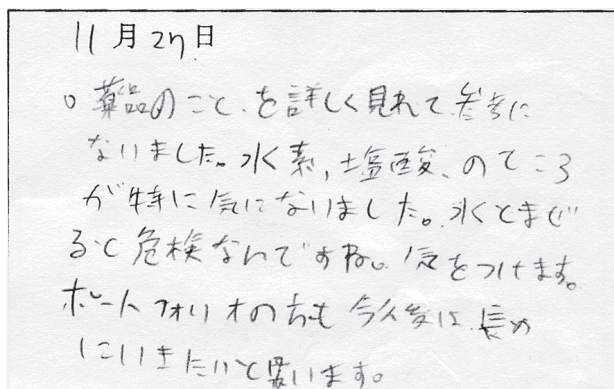 11月27日
○薬品のこと、を詳しく見れて、参考に
なりました。水素,塩酸、のところ
が特に気になりました。水とまぜ
ると危検なんですね。気をつけます。
ポートフォリオの方も今後は、長め
にいきたいと思います。